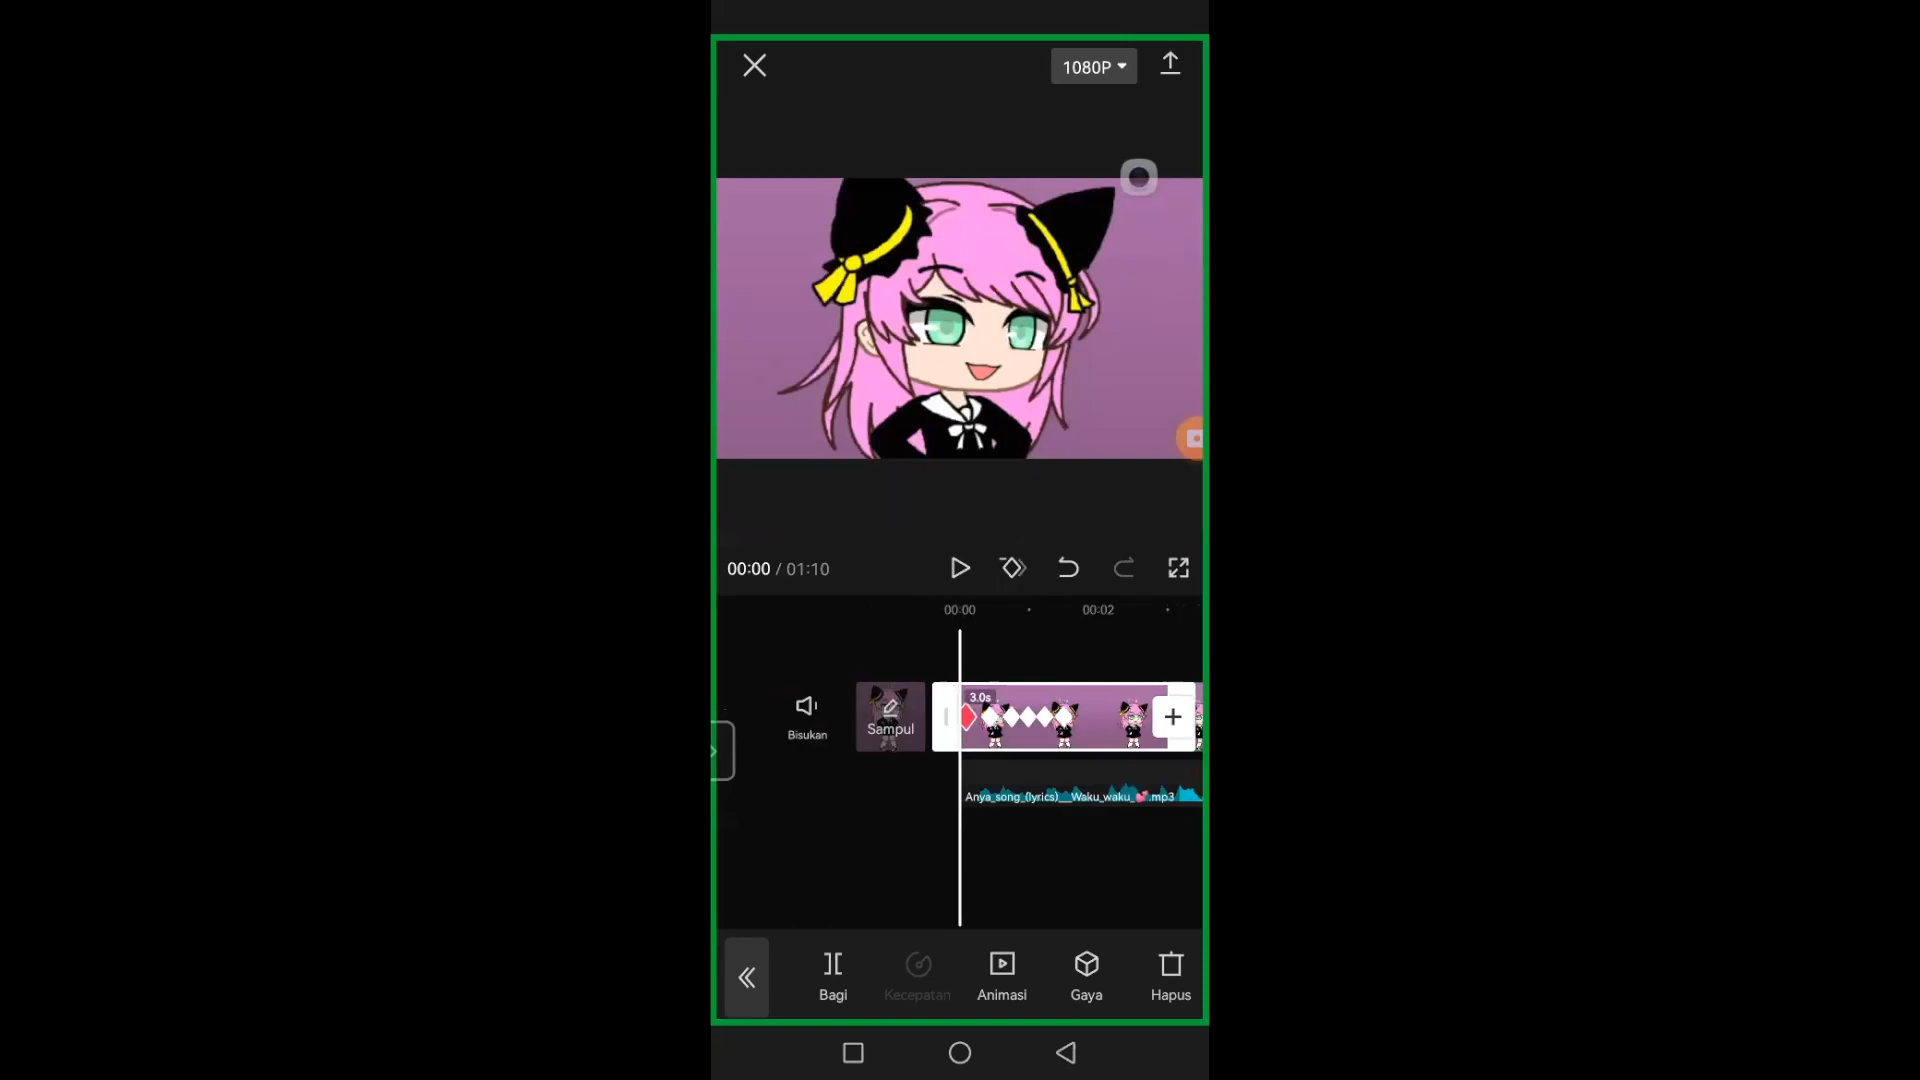 1080P
00:00 / 01:10
00:00 00:02
3.0s
Bisukan
Sampul
Anya_song_(lyrics)__Waku_waku_💕.mp3
Bagi Kecepatan Animasi Gaya Hapus